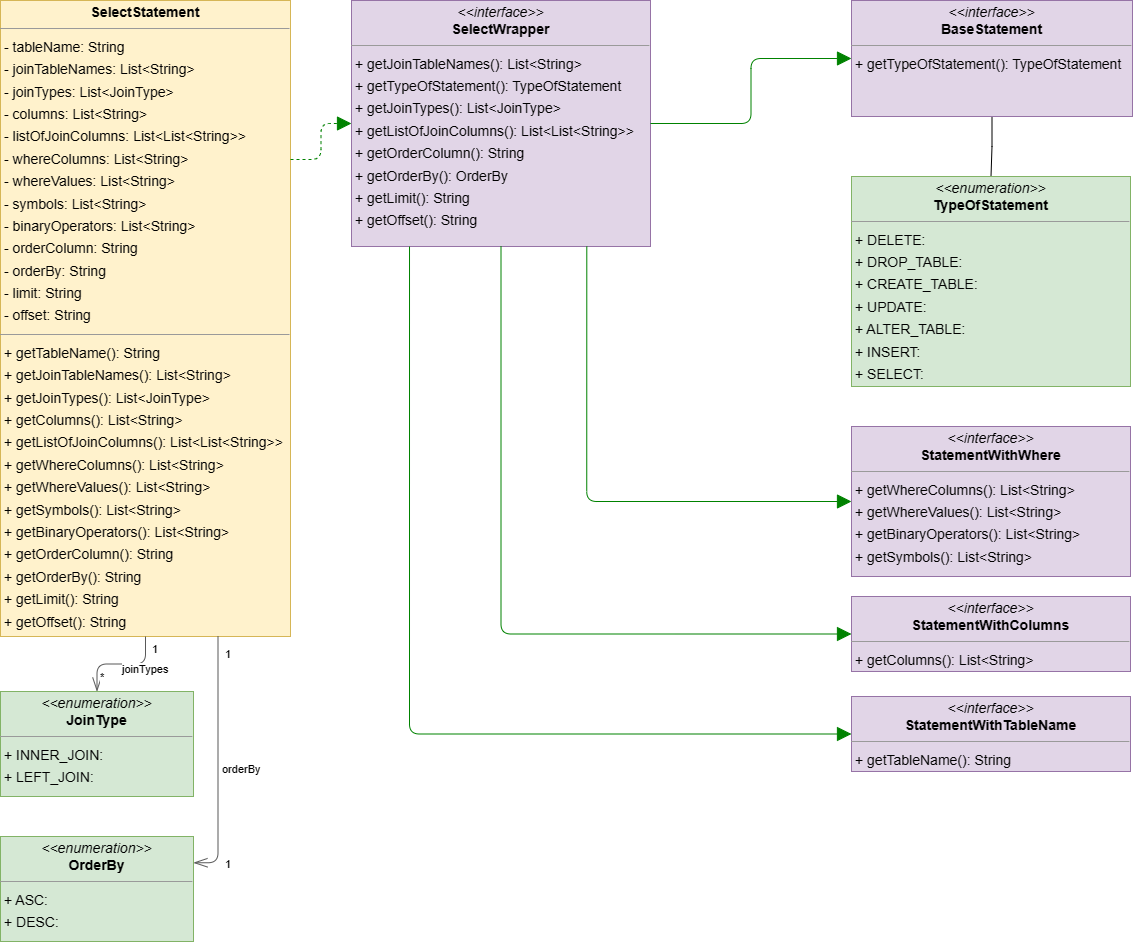 SelectStatement
- tableName: String
- joinTableNames: List<String>
- joinTypes: List<JoinType>
- columns: List<String>
- listOfJoinColumns: List<List<String>>
- whereColumns: List<String>
- whereValues: List<String>
- symbols: List<String>
- binaryOperators: List<String>
- orderColumn: String
- orderBy: String
- limit: String
- offset: String
+ getTableName(): String
+ getJoinTableNames(): List<String>
+ getJoinTypes(): List<JoinType>
+ getColumns(): List<String>
+ getListOfJoinColumns(): List<List<String>>
+ getWhereColumns(): List<String>
+ getWhereValues(): List<String>
+ getSymbols(): List<String>
+ getBinaryOperators(): List<String>
+ getOrderColumn(): String
+ getOrderBy(): String
+ getLimit(): String
+ getOffset(): String
1
joinTypes
*
1
orderBy
1
<<enumeration>>
JoinType
+ INNER_JOIN:
+ LEFT_JOIN:
<<enumeration>>
OrderBy
+ ASC:
+ DESC:
<<interface>>
SelectWrapper
+ getJoinTableNames(): List<String>
+ getTypeOfStatement(): TypeOfStatement
+ getJoinTypes(): List<JoinType>
+ getListOfJoinColumns(): List<List<String>>
+ getOrderColumn(): String
+ getOrderBy(): OrderBy
+ getLimit(): String
+ getOffset(): String
<<interface>>
BaseStatement
+ getTypeOfStatement(): TypeOfStatement
<<enumeration>>
TypeOfStatement
+ DELETE:
+ DROP_TABLE:
+ CREATE_TABLE:
+ UPDATE:
+ ALTER_TABLE:
+ INSERT:
+ SELECT:
<<interface>>
StatementWithWhere
+ getWhereColumns(): List<String>
+ getWhereValues(): List<String>
+ getBinaryOperators(): List<String>
+ getSymbols(): List<String>
<<interface>>
StatementWithColumns
+ getColumns(): List<String>
<<interface>>
StatementWithTableName
+ getTableName(): String